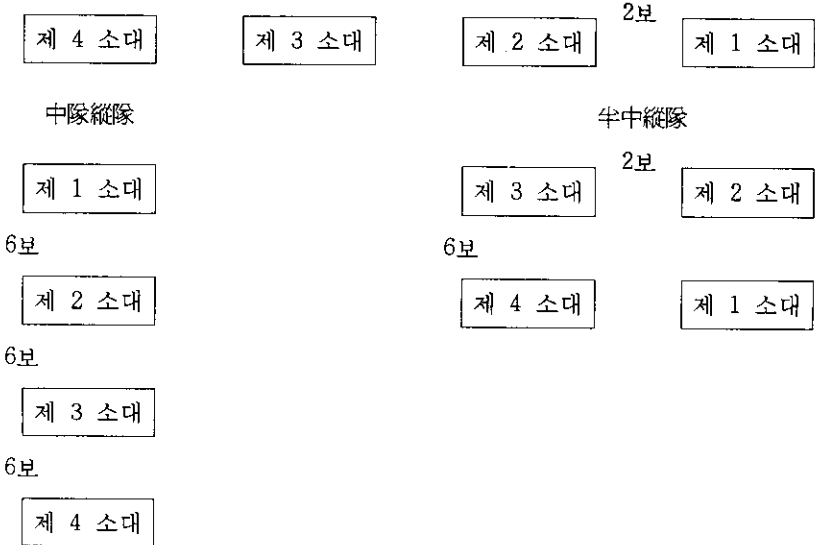 2보
제 4 소대 제 3 소대 제 2 소대 제 1 소대
中隊縱隊 半中縱隊
2보
제 1 소대 제 3 소대 제 2 소대
6보 6보
제 2 소대 제 4 소대 제 1 소대
6보
제 3 소대
6보
제 4 소대